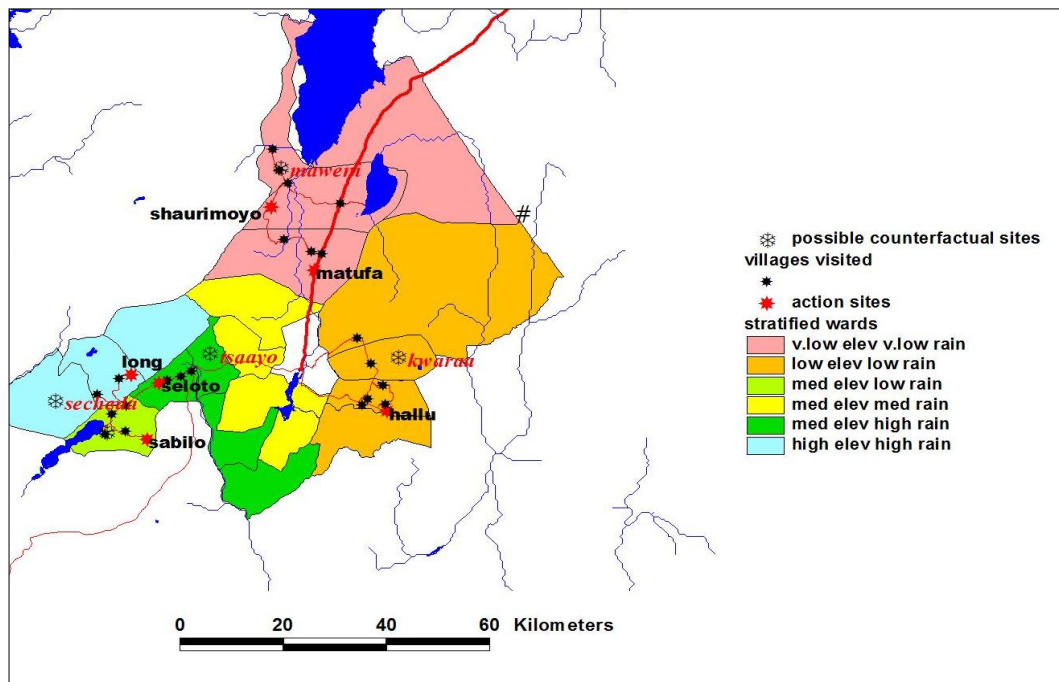 maweni
shaurimoyo
#
matufa
tsaayo
kwaraa
long
seloto
sechada
hallu
sabilo
possible counterfactual sites
villages visited
action sites
stratified wards
v.low elev v.low rain
low elev low rain
med elev low rain
med elev med rain
med elev high rain
high elev high rain
0 20 40 60 Kilometers